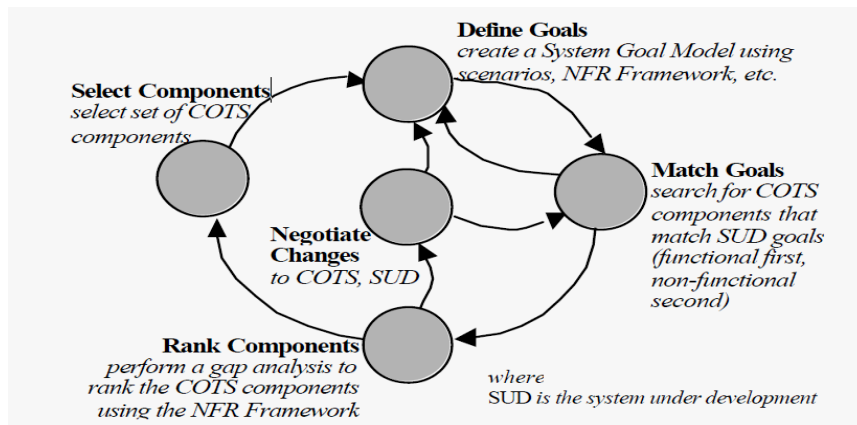 Define Goals
create a System Goal Model using
scenarios, NFR Framework, etc.
Select Components
select set of COTS
components
Match Goals
search for COTS
components that
match SUD goals
(functional first,
non-functional
second)
Negotiate
Changes
to COTS, SUD
Rank Components
perform a gap analysis to
rank the COTS components
using the NFR Framework
where
SUD is the system under development